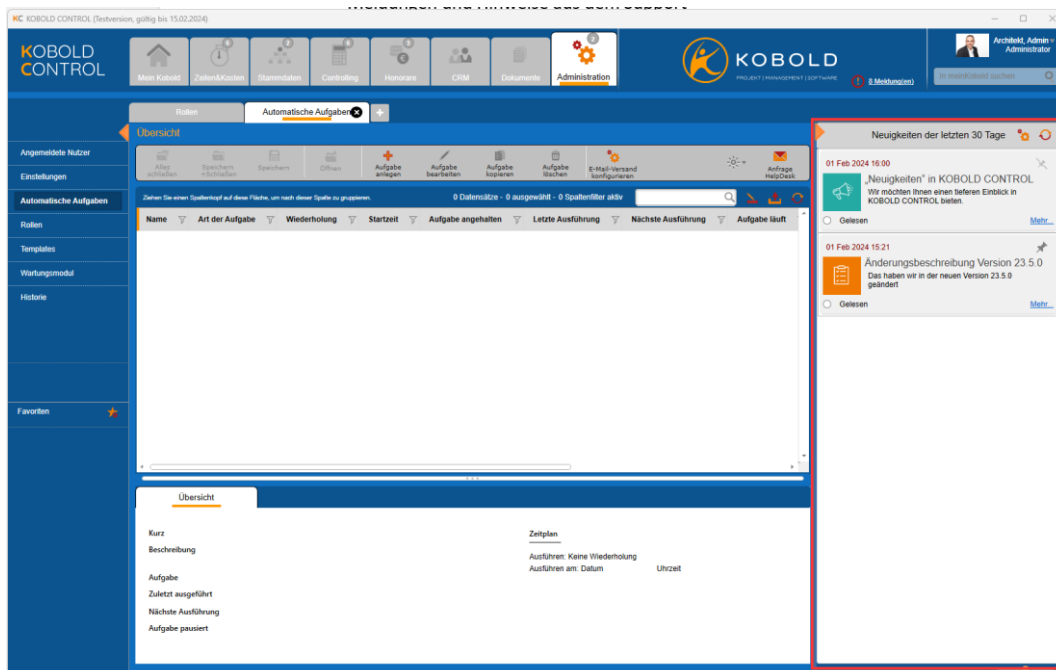 Meldungen und Hinweise aus dem Support
KC KOBOLD CONTROL (Testversion, gültig bis 15.02.2024)
KOBOLD
CONTROL
Mein Kobold
Zeiten&Kosten
Stammdaten
Controlling
Honorare
CRM
Dokumente
2
Administration
KOBOLD
PROJEKT | MANAGEMENT | SOFTWARE
8 Meldung(en)
Architekt, Admin
Administrator
In meinKobold suchen
Rollen
Automatische Aufgaben
Übersicht
Angemeldete Nutzer
Einstellungen
Automatische Aufgaben
Rollen
Templates
Wartungsmodul
Historie
Favoriten
Alles schließen
Speichern +Schließen
Speichern
Öffnen
Aufgabe anlegen
Aufgabe bearbeiten
Aufgabe kopieren
Aufgabe löschen
E-Mail-Versand konfigurieren
Anfrage HelpDesk
Ziehen Sie einen Spaltenkopf auf diese Fläche, um nach dieser Spalte zu gruppieren.
0 Datensätze - 0 ausgewählt - 0 Spaltenfilter aktiv
Name Art der Aufgabe Wiederholung Startzeit Aufgabe angehalten Letzte Ausführung Nächste Ausführung Aufgabe läuft
Übersicht
Kurz
Beschreibung
Aufgabe
Zuletzt ausgeführt
Nächste Ausführung
Aufgabe pausiert
Zeitplan
Ausführen: Keine Wiederholung
Ausführen am: Datum Uhrzeit
Neuigkeiten der letzten 30 Tage
01 Feb 2024 16:00
„Neuigkeiten" in KOBOLD CONTROL
Wir möchten Ihnen einen tieferen Einblick in
KOBOLD CONTROL bieten.
Gelesen Mehr...
01 Feb 2024 15:21
Änderungsbeschreibung Version 23.5.0
Das haben wir in der neuen Version 23.5.0
geändert
Gelesen Mehr...